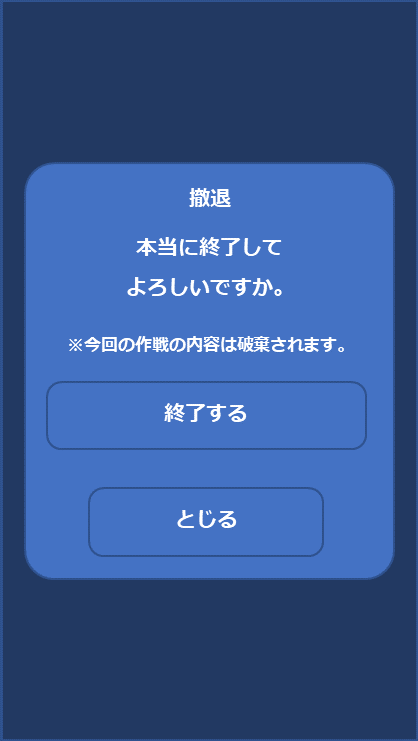 撤退
本当に終了して
よろしいですか。
※今回の作戦の内容は破棄されます。
終了する
とじる